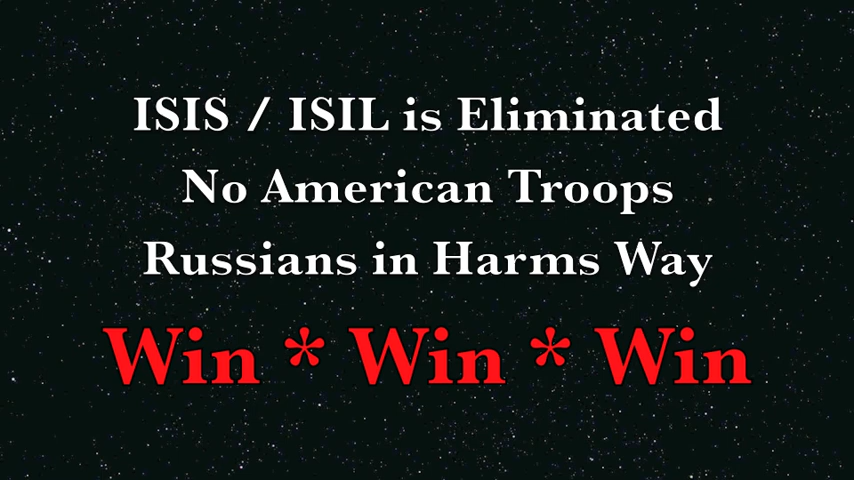 ISIS / ISIL is Eliminated
No American Troops
Russians in Harms Way
Win * Win * Win